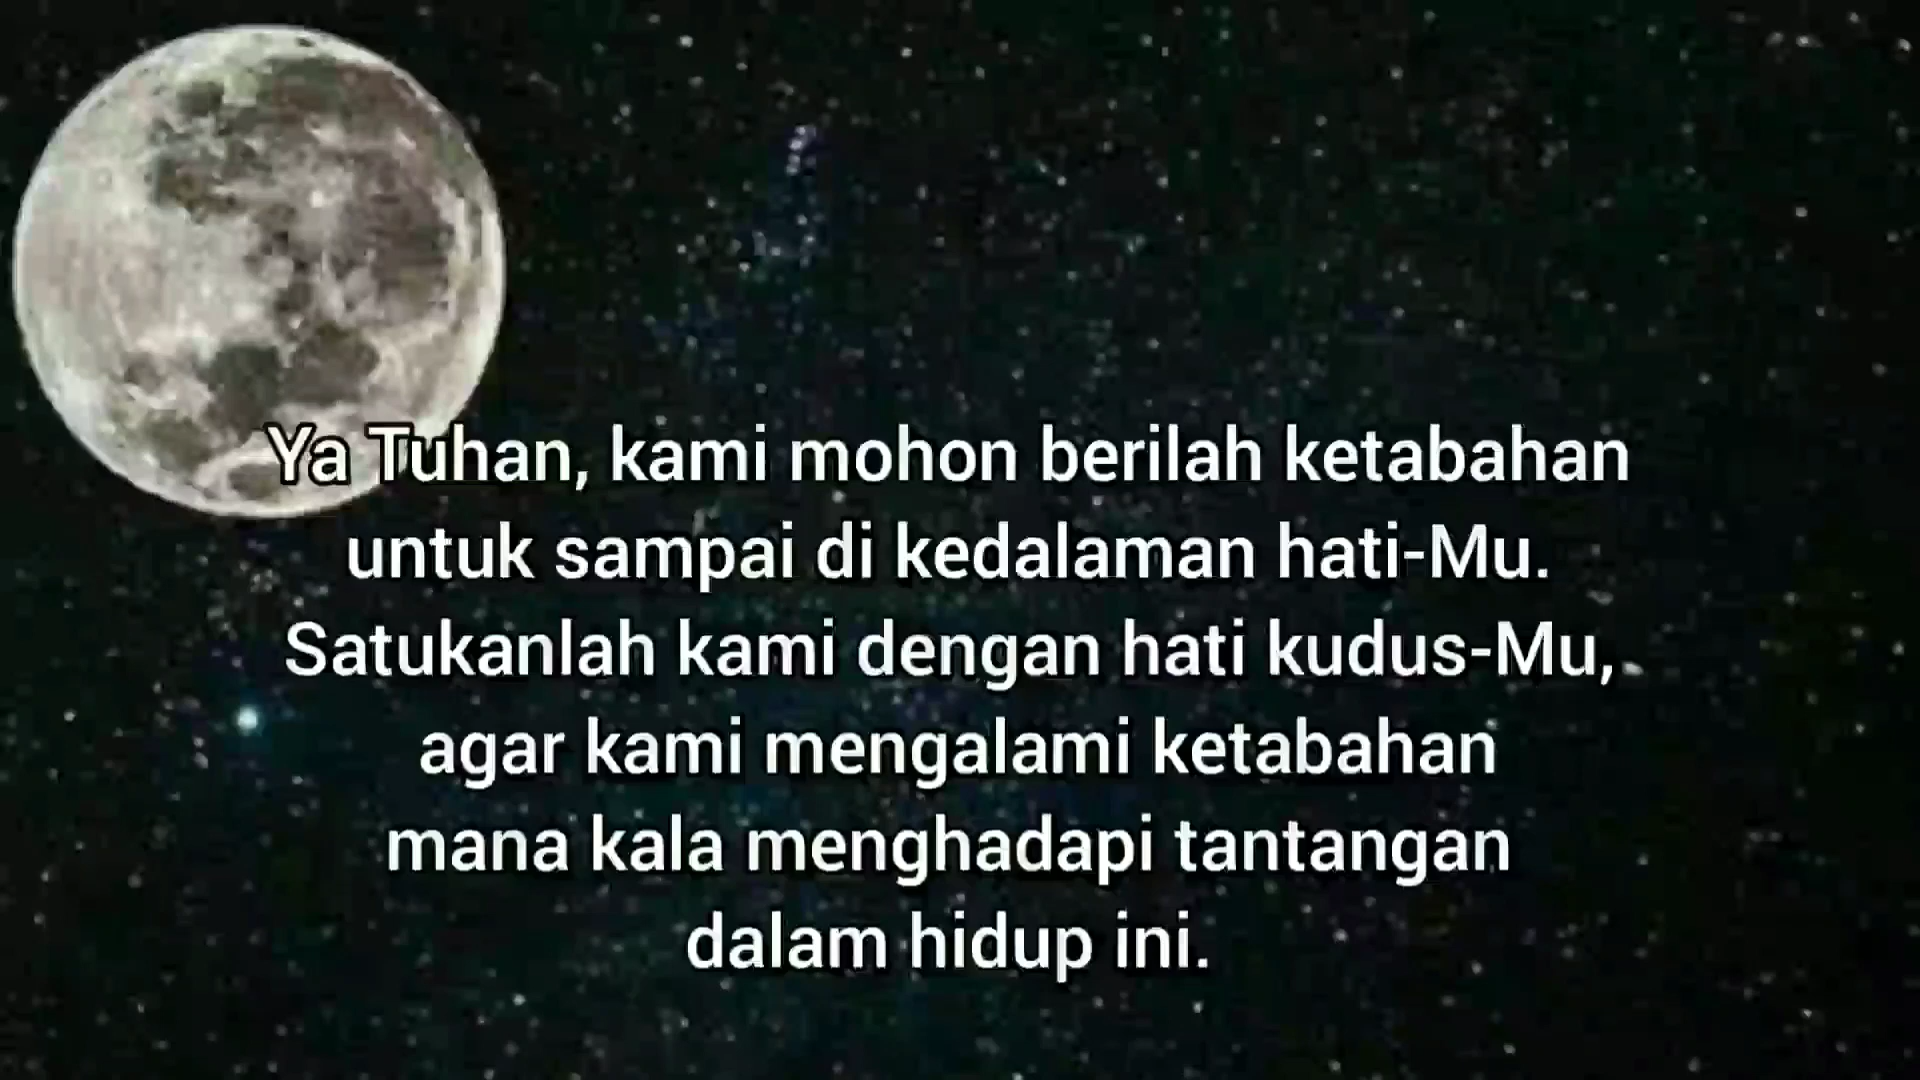 Ya Tuhan, kami mohon berilah ketabahan
untuk sampai di kedalaman hati-Mu.
Satukanlah kami dengan hati kudus-Mu,
agar kami mengalami ketabahan
mana kala menghadapi tantangan
dalam hidup ini.